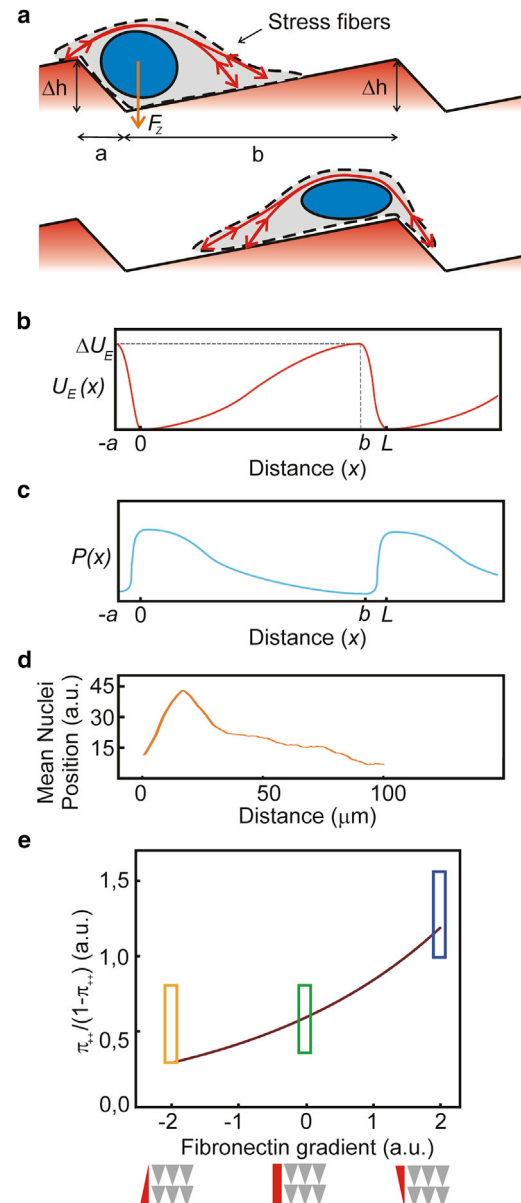 a
Stress fibers
Δh
Δh
F_z
a
b
b
ΔU_E
U_E(x)
-a 0 b L
Distance (x)
c
P(x)
-a 0 b L
Distance (x)
d
Mean Nuclei
Position (a.u.)
45
30
15
0 50 100
Distance (μm)
e
π_++/(1-π_++) (a.u.)
1,5
1,0
0,5
0,0
-2 -1 0 1 2
Fibronectin gradient (a.u.)